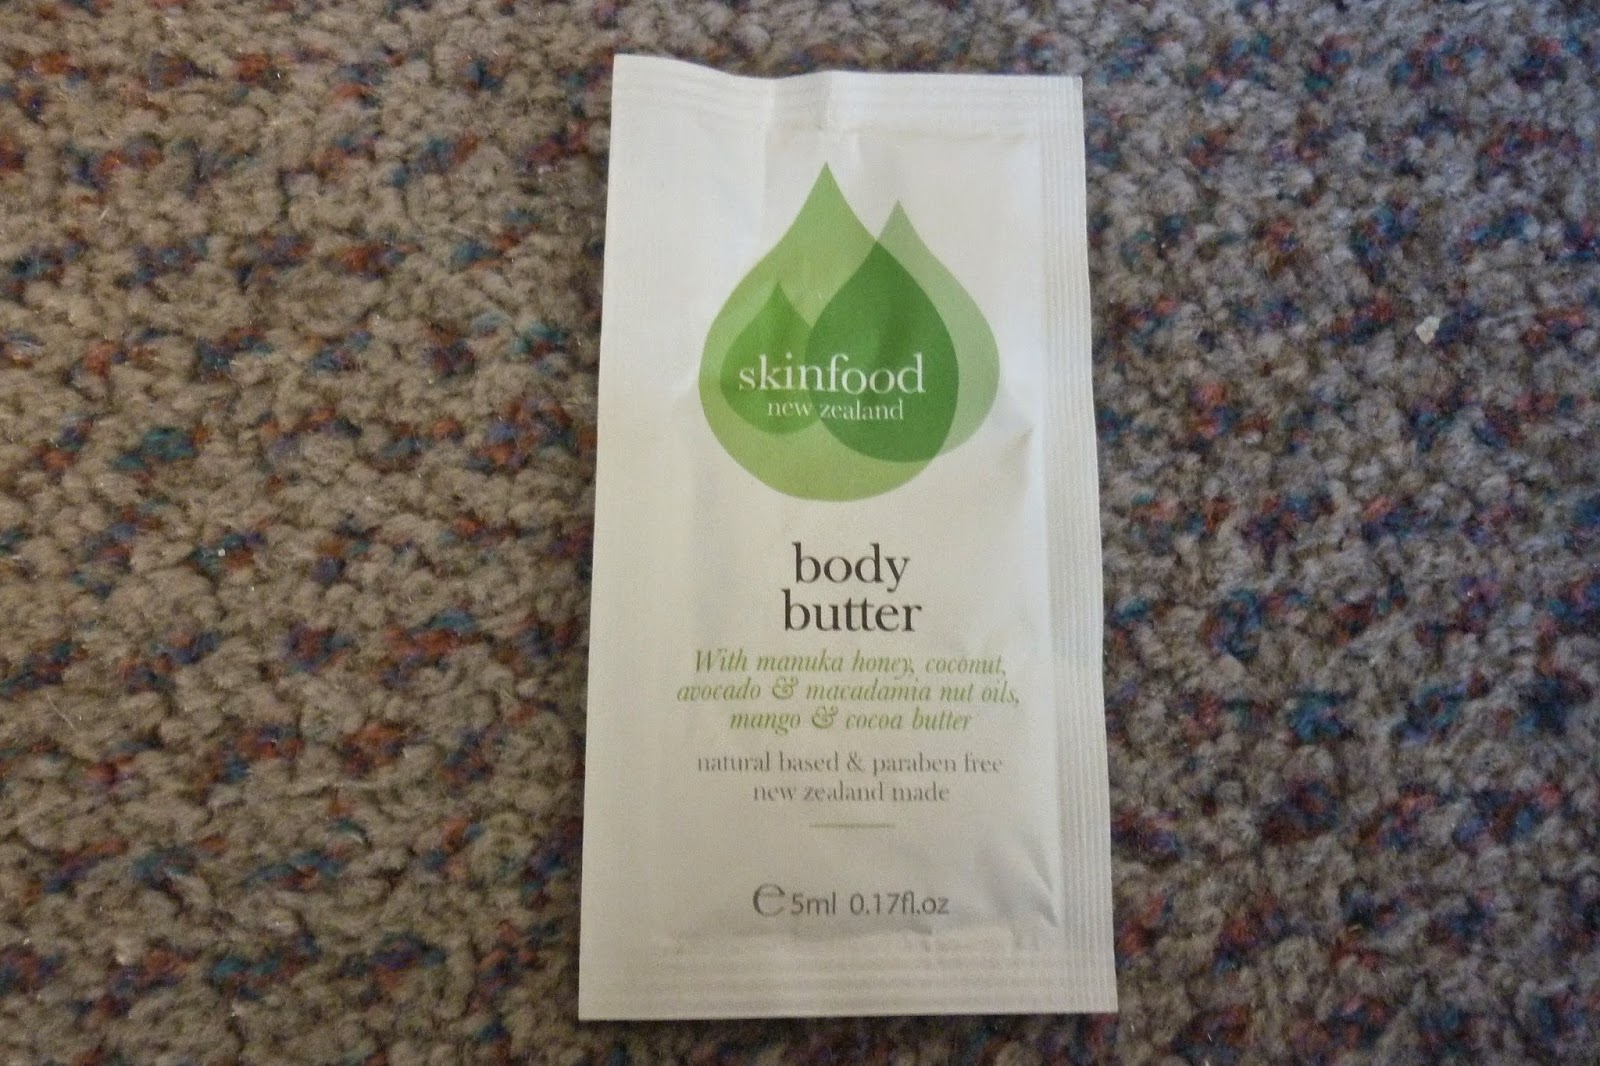 skinfood
new zealand
body
butter
With manuka honey, coconut,
avocado & macadamia nut oils,
mango & cocoa butter
natural based & paraben free
new zealand made
℮5ml 0.17fl.oz